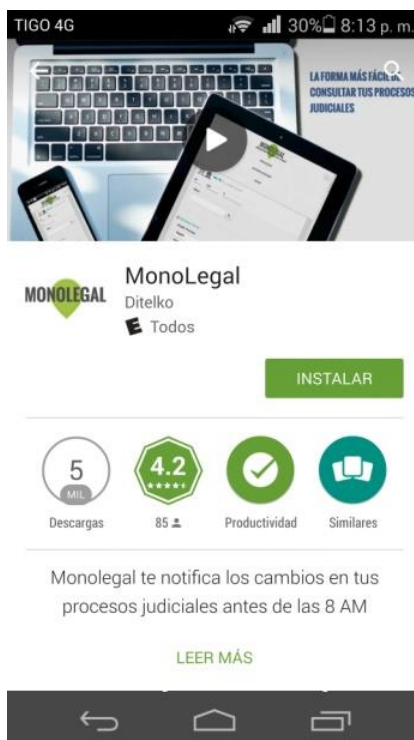 TIGO 4G 30% 8:13 p. m.
LA FORMA MÁS FÁCIL DE
CONSULTAR TUS PROCESOS
JUDICIALES
MONOLEGAL
MONOLEGAL
MonoLegal
Ditelko
E Todos
INSTALAR
5
MIL
4.2
Descargas
85
Productividad
Similares
Monolegal te notifica los cambios en tus
procesos judiciales antes de las 8 AM
LEER MÁS